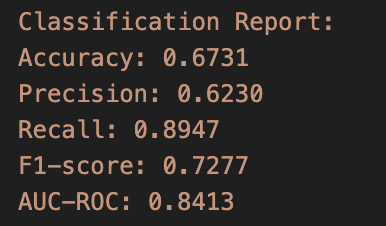 Classification Report:
Accuracy: 0.6731
Precision: 0.6230
Recall: 0.8947
F1-score: 0.7277
AUC-ROC: 0.8413